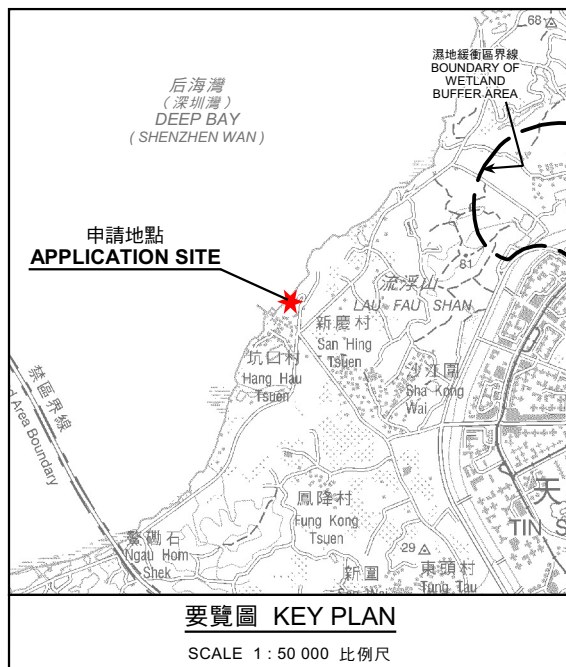 68
濕地緩衝區界線
BOUNDARY OF
WETLAND
BUFFER AREA
后海灣
(深圳灣)
DEEP BAY
(SHENZHEN WAN)
申請地點
APPLICATION SITE
81
流浮山
LAU FAU SHAN
新慶村
San Hing
Tsuen
坑口村
Hang Hau
Tsuen
沙江圍
Sha Kong
Wai
禁區界線
d Area Boundary
天
TIN S
鳳降村
Fung Kong
Tsuen
鰲磡石
Ngau Hom
Shek
29
新圍
東頭村
Tung Tau
要覽圖 KEY PLAN
SCALE 1 : 50 000 比例尺